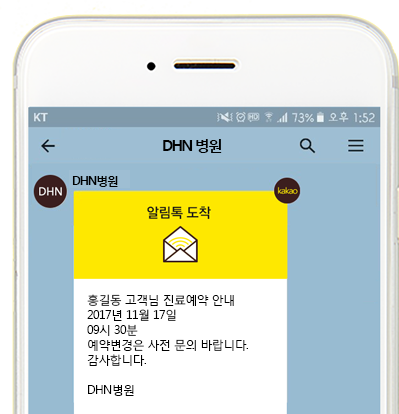 KT 73% 오후 1:52
DHN 병원
DHN
DHN병원
kakao
알림톡 도착
홍길동 고객님 진료예약 안내
2017년 11월 17일
09시 30분
예약변경은 사전 문의 바랍니다.
감사합니다.
DHN병원